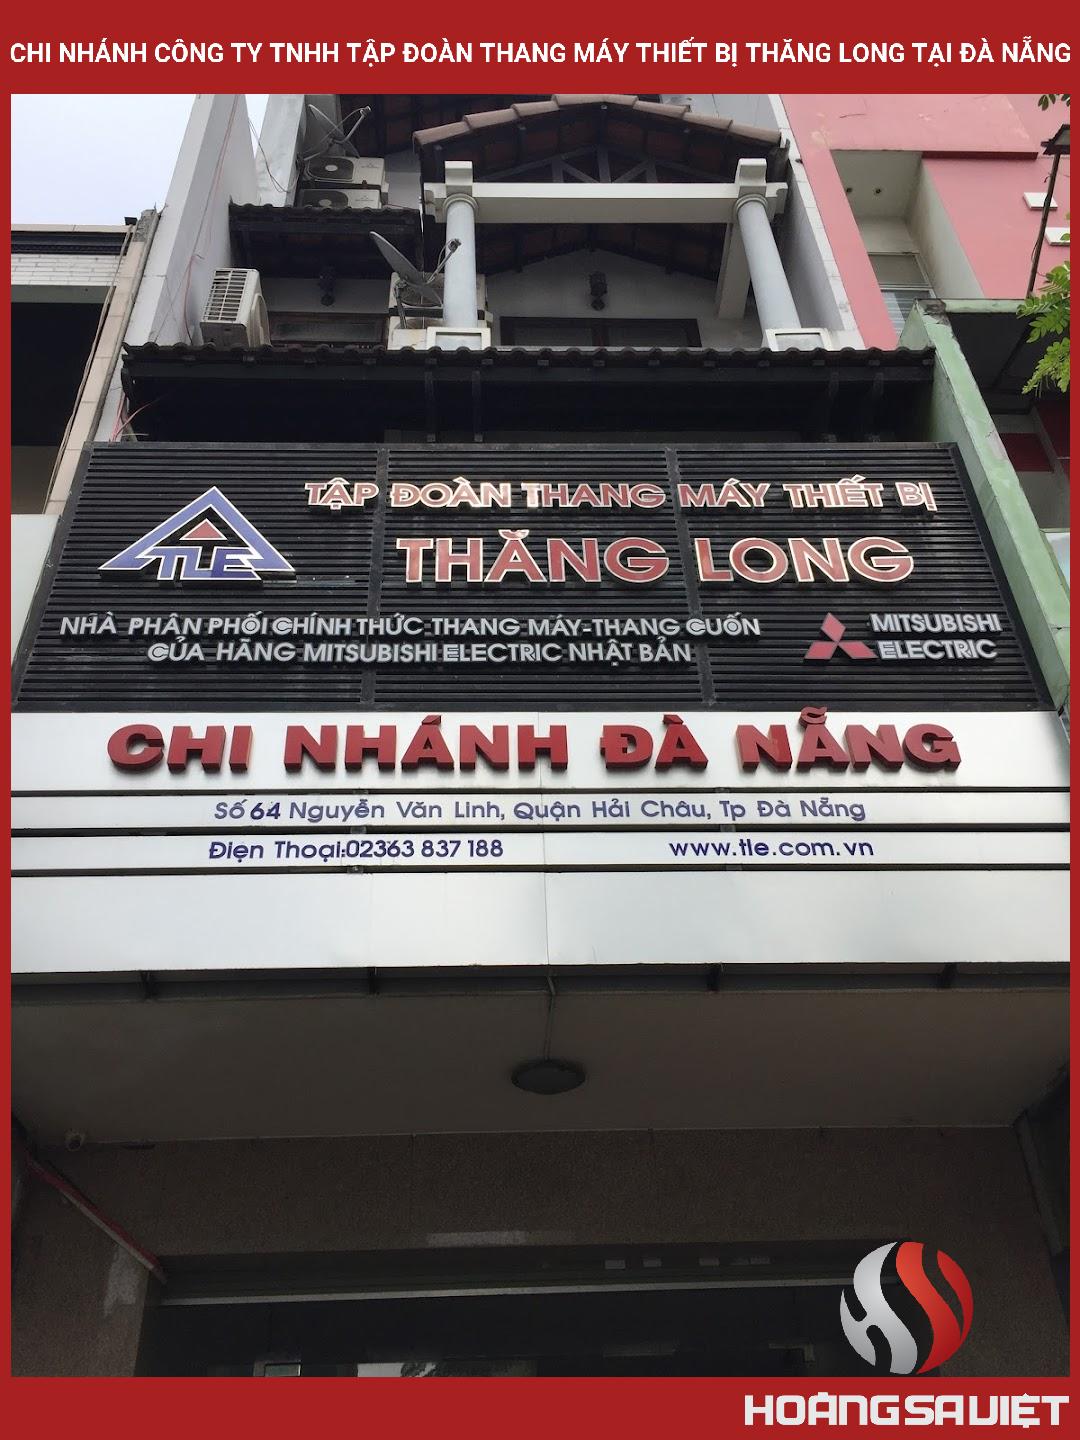 CHI NHÁNH CÔNG TY TNHH TẬP ĐOÀN THANG MÁY THIẾT BỊ THĂNG LONG TẠI ĐÀ NẴNG
TẬP ĐOÀN THANG MÁY THIẾT BỊ
TLE
THĂNG LONG
NHÀ PHÂN PHỐI CHÍNH THỨC THANG MÁY-THANG CUỐN
CỦA HÃNG MITSUBISHI ELECTRIC NHẬT BẢN
MITSUBISHI
ELECTRIC
CHI NHÁNH ĐÀ NẴNG
Số 64 Nguyễn Văn Linh, Quận Hải Châu, Tp Đà Nẵng
Điện Thoại:02363 837 188
www.tle.com.vn
HOÀNG SA VIỆT